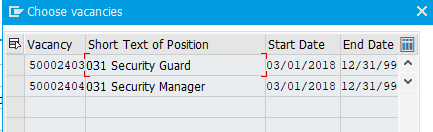 Choose vacancies
Vacancy Short Text of Position Start Date End Date
50002403 031 Security Guard 03/01/2018 12/31/99
50002404 031 Security Manager 03/01/2018 12/31/99